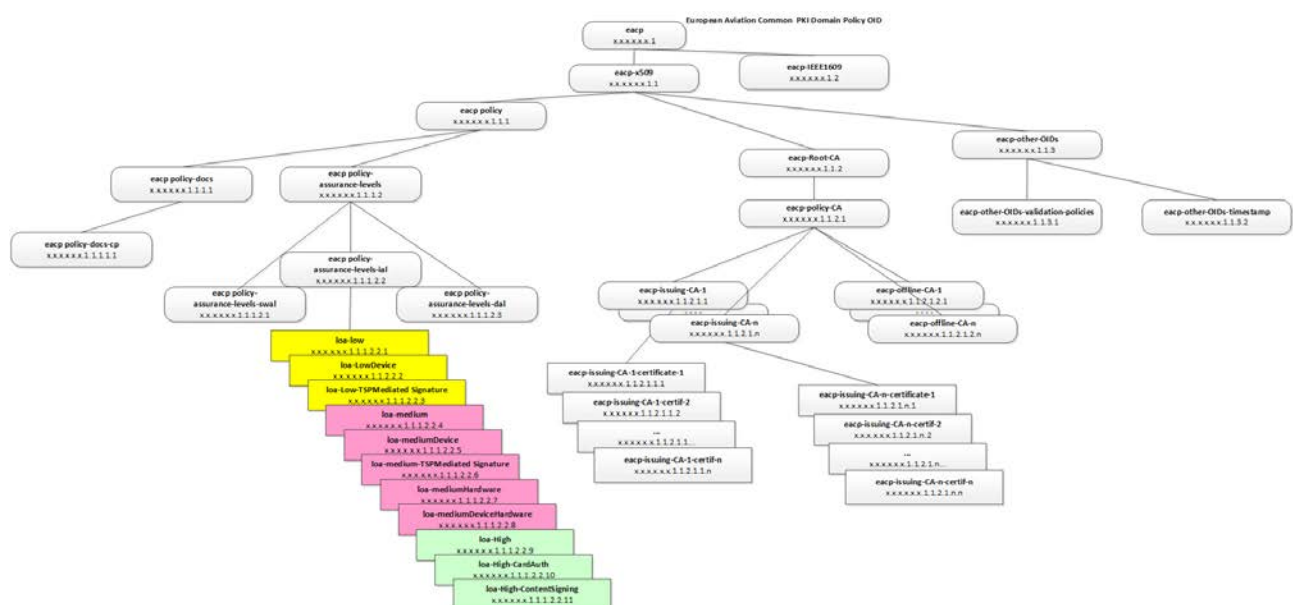 European Aviation Common PKI Domain Policy OID
eacp
x.x.x.x.x.x.1
eacp-IEEE1609
x.x.x.x.x.x.1.2
eacp-x509
x.x.x.x.x.x.1.1
eacp policy
x.x.x.x.x.x.1.1.1
eacp-other-OIDs
x.x.x.x.x.x.1.1.3
eacp-Root-CA
x.x.x.x.x.x.1.1.2
eacp policy-docs
x.x.x.x.x.x.1.1.1.1
eacp policy-
assurance-levels
x.x.x.x.x.x.1.1.1.2
eacp-policy-CA
x.x.x.x.x.x.1.1.2.1
eacp-other-OIDs-validation-policies
x.x.x.x.x.x.1.1.3.1
eacp-other-OIDs-timestamp
x.x.x.x.x.x.1.1.3.2
eacp policy-docs-cp
x.x.x.x.x.x.1.1.1.1.1
eacp policy-
assurance-levels-ial
x.x.x.x.x.x.1.1.1.2.2
eacp policy-
assurance-levels-swal
x.x.x.x.x.x.1.1.1.2.1
eacp policy-
assurance-levels-dal
x.x.x.x.x.x.1.1.1.2.3
eacp-issuing-CA-1
x.x.x.x.x.x.1.1.2.1.1
eacp-offline-CA-1
x.x.x.x.x.x.1.1.2.1.2.1
eacp-issuing-CA-n
x.x.x.x.x.x.1.1.2.1.n
eacp-offline-CA-n
x.x.x.x.x.x.1.1.2.1.2.n
loa-low
x.x.x.x.x.x.1.1.1.2.2.1
loa-LowDevice
x.x.x.x.x.x.1.1.1.2.2.2
loa-Low-TSPMediated Signature
x.x.x.x.x.x.1.1.1.2.2.3
loa-medium
x.x.x.x.x.x.1.1.1.2.2.4
loa-mediumDevice
x.x.x.x.x.x.1.1.1.2.2.5
loa-medium-TSPMediated Signature
x.x.x.x.x.x.1.1.1.2.2.6
loa-mediumHardware
x.x.x.x.x.x.1.1.1.2.2.7
loa-mediumDeviceHardware
x.x.x.x.x.x.1.1.1.2.2.8
loa-High
x.x.x.x.x.x.1.1.1.2.2.9
loa-High-CardAuth
x.x.x.x.x.x.1.1.1.2.2.10
loa-High-ContentSigning
x.x.x.x.x.x.1.1.1.2.2.11
eacp-issuing-CA-1-certificate-1
x.x.x.x.x.x.1.1.2.1.1.1
eacp-issuing-CA-1-certif-2
x.x.x.x.x.x.1.1.2.1.1.2
...
x.x.x.x.x.x.1.1.2.1.1...
eacp-issuing-CA-1-certif-n
x.x.x.x.x.x.1.1.2.1.1.n
eacp-issuing-CA-n-certificate-1
x.x.x.x.x.x.1.1.2.1.n.1
eacp-issuing-CA-n-certif-2
x.x.x.x.x.x.1.1.2.1.n.2
...
x.x.x.x.x.x.1.1.2.1.n...
eacp-issuing-CA-n-certif-n
x.x.x.x.x.x.1.1.2.1.n.n